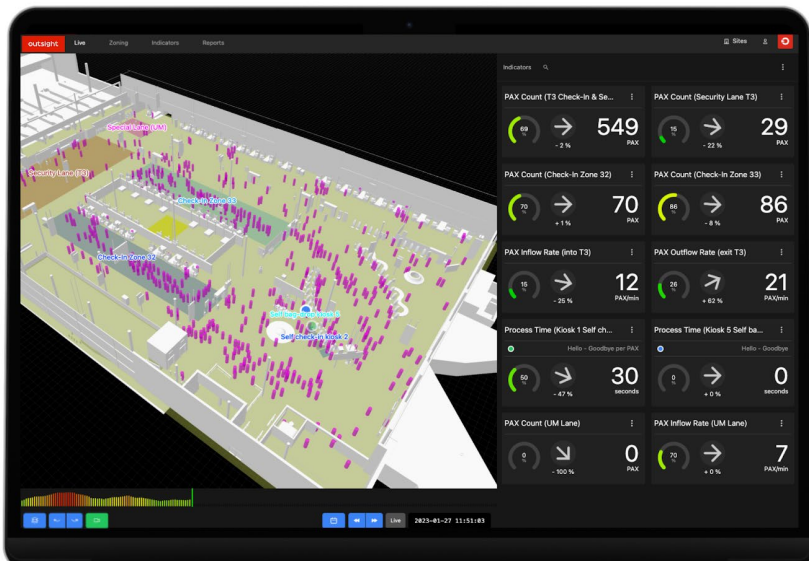 outsight
Live
Zoning
Indicators
Reports
Sites
Special Lane (UM)
Security Lane (T3)
Check-in Zone 33
Check-in Zone 32
Self check-in kiosk 2
Indicators
PAX Count (T3 Check-In & Se...
69
%
- 2 %
549
PAX
PAX Count (Security Lane T3)
15
%
- 22 %
29
PAX
PAX Count (Check-In Zone 32)
70
%
+ 1 %
70
PAX
PAX Count (Check-In Zone 33)
86
%
- 8 %
86
PAX
PAX Inflow Rate (into T3)
15
%
- 25 %
12
PAX/min
PAX Outflow Rate (exit T3)
26
%
+ 62 %
21
PAX/min
Process Time (Kiosk 1 Self ch...
Hello - Goodbye per PAX
50
%
- 47 %
30
seconds
Process Time (Kiosk 5 Self ba...
Hello - Goodbye
0
%
+ 0 %
0
seconds
PAX Count (UM Lane)
0
%
- 100 %
0
PAX
PAX Inflow Rate (UM Lane)
70
%
+ 0 %
7
PAX/min
Live
2023-01-27 11:51:03